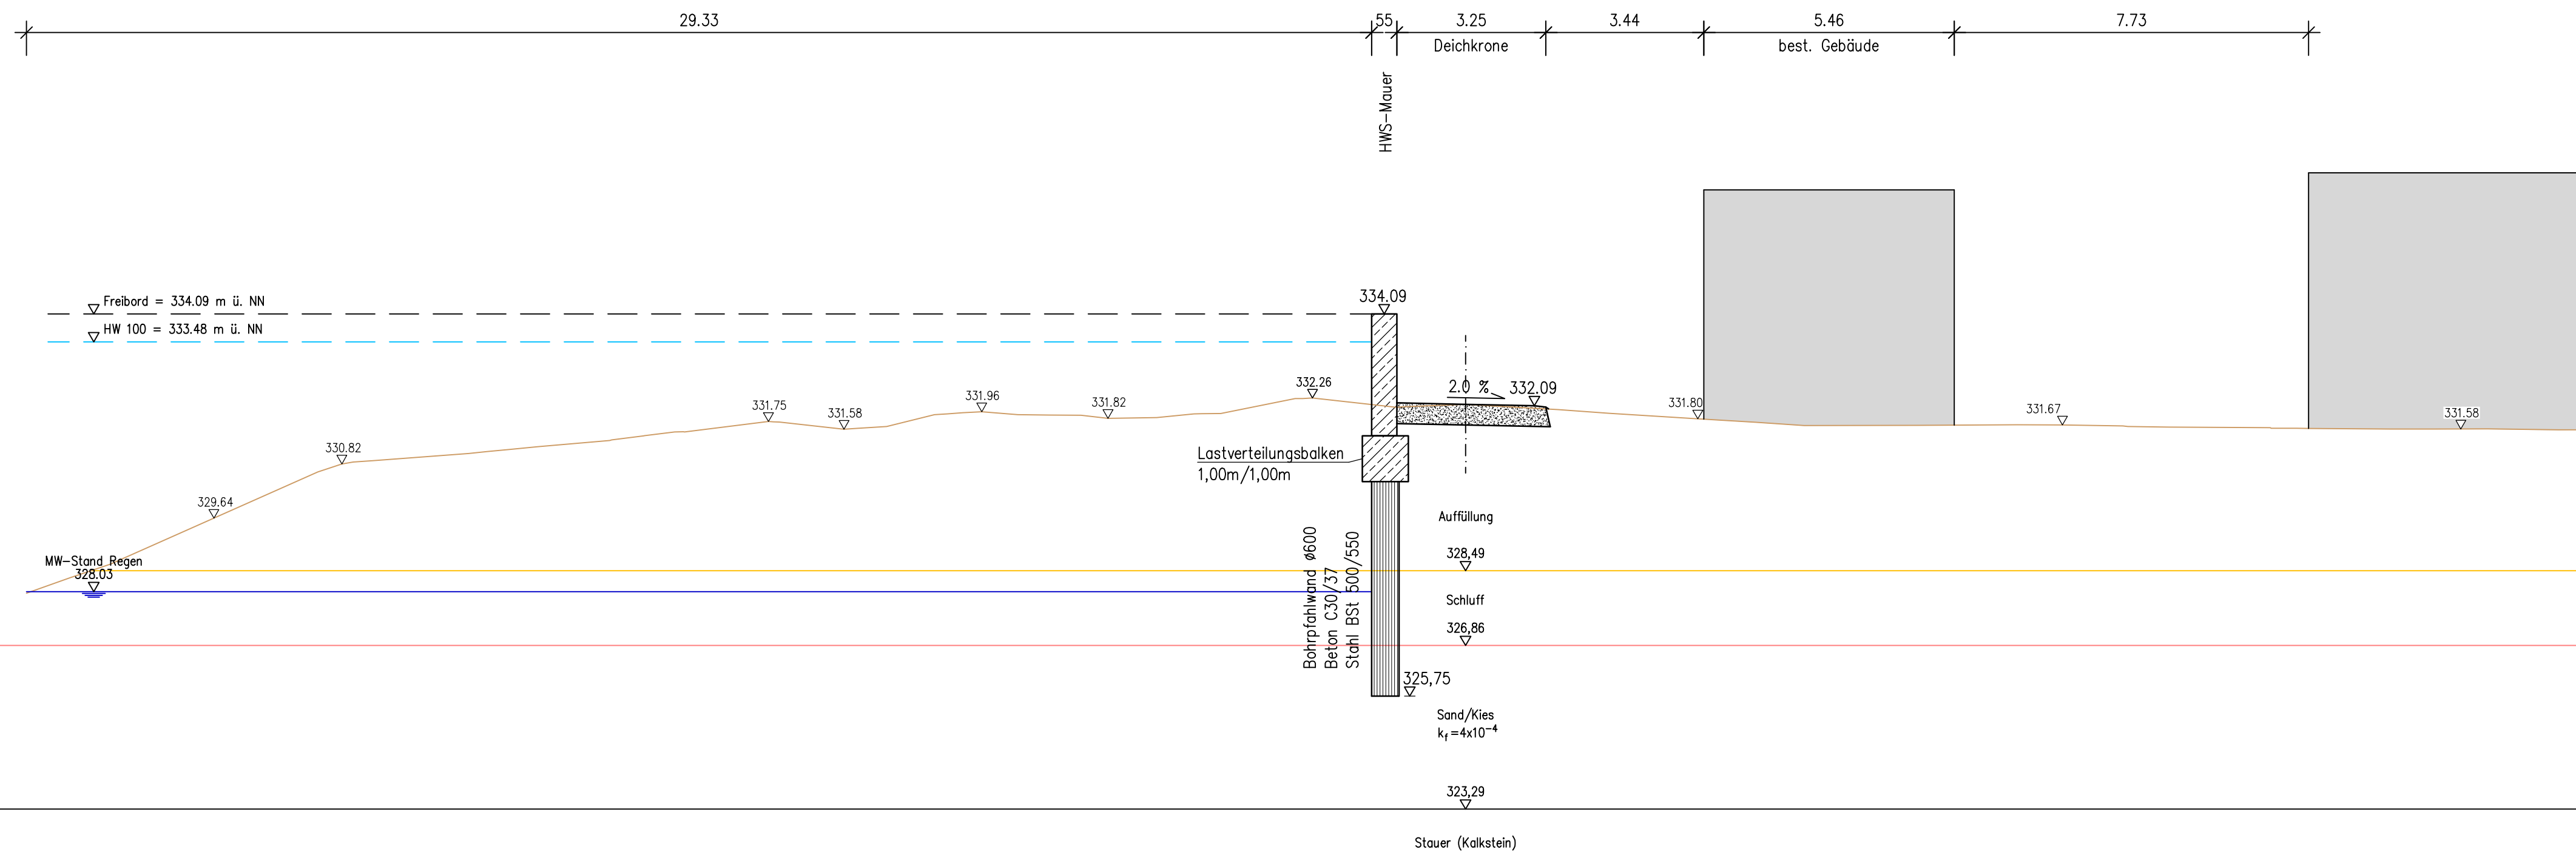 29.33
55
3.25
3.44
5.46
7.73
Deichkrone
best. Gebäude
HWS-Mauer
Freibord = 334.09 m ü. NN
334.09
HW 100 = 333.48 m ü. NN
332.26
2.0 %
332.09
331.75
331.58
331.96
331.82
331.80
331.67
331.58
330.82
Lastverteilungsbalken
1,00m/1,00m
329.64
Auffüllung
MW-Stand Regen
328.03
328,49
Bohrpfahlwand ø600
Beton C30/37
Stahl BSt 500/550
Schluff
326,86
325,75
Sand/Kies
kf=4x10-4
323,29
Stauer (Kalkstein)